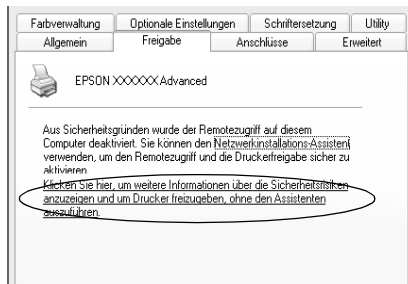 Farbverwaltung Optionale Einstellungen Schriftersetzung Utility
Allgemein Freigabe Anschlüsse Erweitert
EPSON XXXXXX Advanced
Aus Sicherheitsgründen wurde der Remotezugriff auf diesem
Computer deaktiviert. Sie können den Netzwerkinstallations-Assistent
verwenden, um den Remotezugriff und die Druckerfreigabe sicher zu
aktivieren.
Klicken Sie hier, um weitere Informationen über die Sicherheitsrisiken
anzuzeigen und um Drucker freizugeben, ohne den Assistenten
auszuführen.